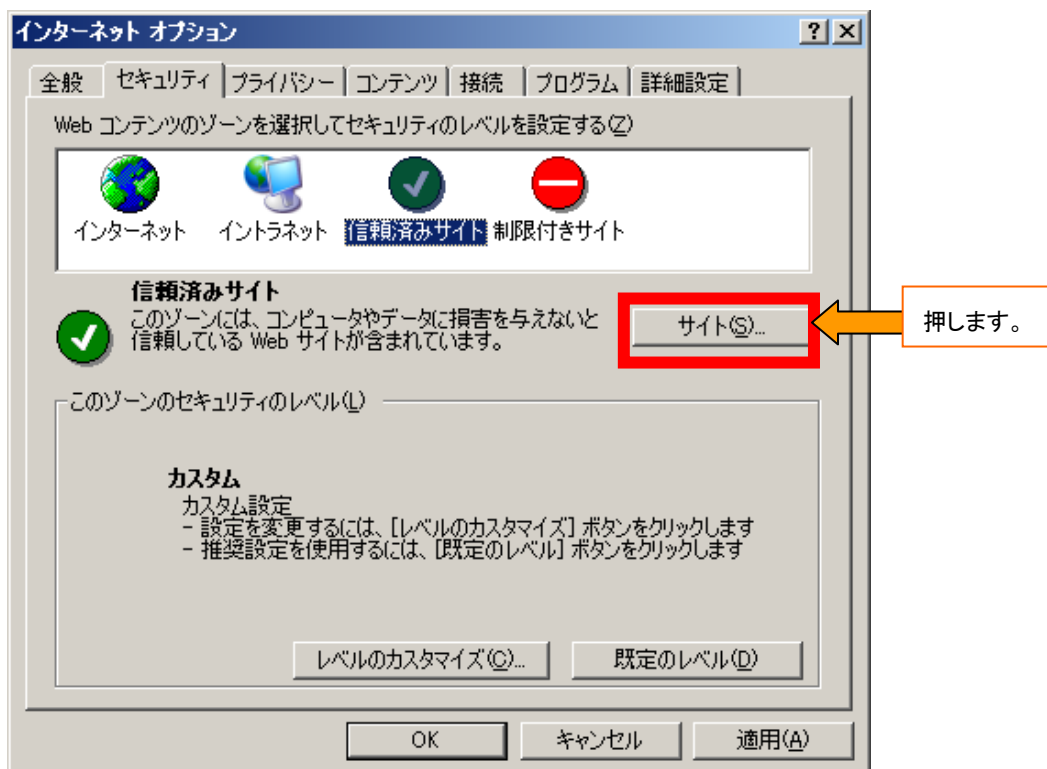 インターネット オプション
全般 セキュリティ プライバシー コンテンツ 接続 プログラム 詳細設定
Web コンテンツのゾーンを選択してセキュリティのレベルを設定する(Z)
インターネット イントラネット 信頼済みサイト 制限付きサイト
信頼済みサイト
このゾーンには、コンピュータやデータに損害を与えないと
信頼している Web サイトが含まれています。
サイト(S)...
押します。
このゾーンのセキュリティのレベル(L)
カスタム
カスタム設定
- 設定を変更するには、[レベルのカスタマイズ] ボタンをクリックします
- 推奨設定を使用するには、[既定のレベル] ボタンをクリックします
レベルのカスタマイズ(C)... 既定のレベル(D)
OK キャンセル 適用(A)